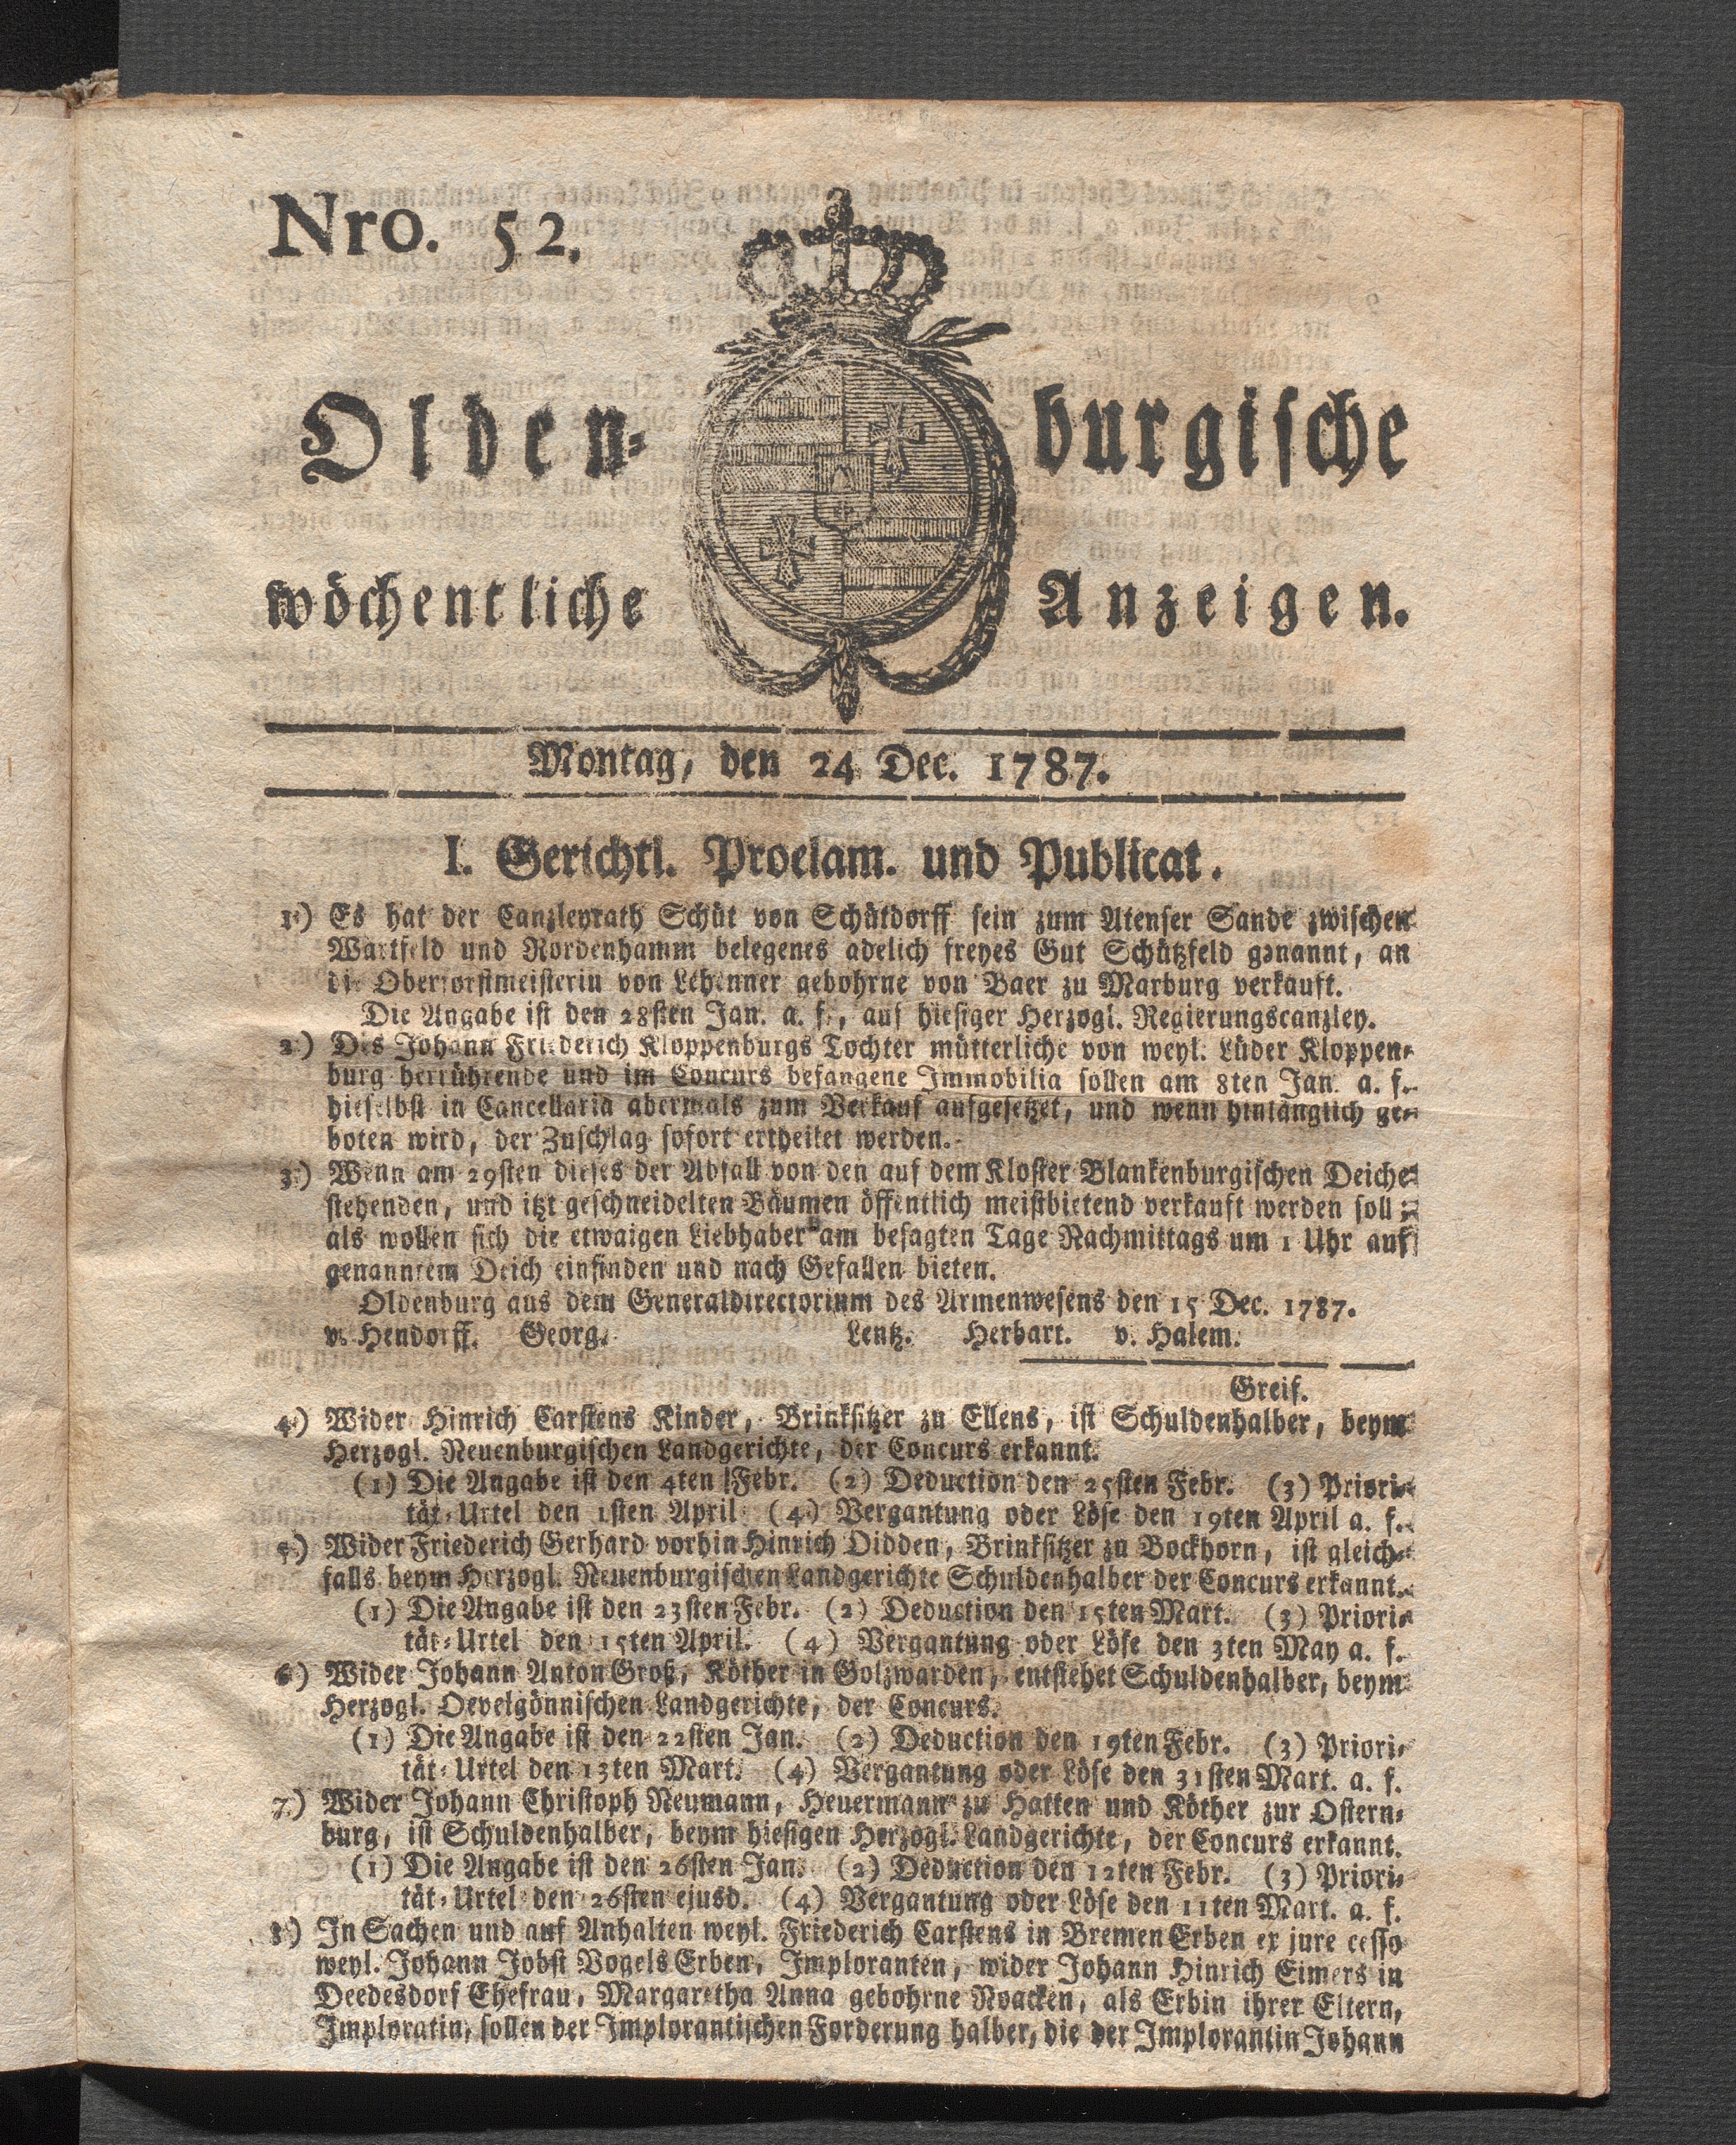 Nro. 52.
Olden- burgische
wöchentliche Anzeigen.
Montag, den 24 Dec. 1787.
I. Gerichtl. Proclam. und Publicat.
1.) Es hat der Canzleyrath Schüt von Schütdorff sein zum Atenser Sande zwischen
Wartfeld und Nordenhamm belegenes adelich freyes Gut Schützfeld genannt, an
die Oberforstmeisterin von Lehenner gebohrne von Baer zu Marburg verkauft.
Die Angabe ist den 28sten Jan. a. f., auf hiesiger Herzogl. Regierungscanzley.
2.) Des Johann Friederich Kloppenburgs Tochter mütterliche von weyl. Lüder Kloppen-
burg herrührende und im Concurs befangene Immobilia sollen am 8ten Jan. a. f.
hieselbst in Cancellaria abermals zum Verkauf aufgesetzet, und wenn hinlänglich ge-
boten wird, der Zuschlag sofort ertheilet werden.
3.) Wenn am 29sten dieses der Abfall von den auf dem Kloster Blankenburgischen Deiche
stehenden, und itzt geschneidelten Bäumen öffentlich meistbietend verkauft werden soll;
als wollen sich die etwaigen Liebhaber am besagten Tage Nachmittags um 1 Uhr auf
genanntem Deich einfinden und nach Gefallen bieten.
Oldenburg aus dem Generaldirectorium des Armenwesens den 15 Dec. 1787.
v. Hendorff. Georg. Lentz. Herbart. v. Halem.
Greif.
4.) Wider Hinrich Carstens Kinder, Brinksitzer zu Ellens, ist Schuldenhalber, beym
Herzogl. Neuenburgischen Landgerichte, der Concurs erkannt.
(1) Die Angabe ist den 4ten Febr. (2) Deduction den 25sten Febr. (3) Priori-
tät-Urtel den 1sten April (4) Vergantung oder Löse den 19ten April a. f.
5.) Wider Friederich Gerhard vorhin Hinrich Didden, Brinksitzer zu Bockhorn, ist gleich-
falls beym Herzogl. Neuenburgischen Landgerichte Schuldenhalber der Concurs erkannt.
(1) Die Angabe ist den 23sten Febr. (2) Deduction den 15ten Mart. (3) Priori-
tät-Urtel den 15ten April. (4) Vergantung oder Löse den 3ten May a. f.
6.) Wider Johann Anton Groß, Köther in Golzwarden, entstehet Schuldenhalber, beym
Herzogl. Oevelgönnischen Landgerichte, der Concurs.
(1) Die Angabe ist den 22sten Jan. (2) Deduction den 19ten Febr. (3) Priori-
tät-Urtel den 13ten Mart. (4) Vergantung oder Löse den 31sten Mart. a. f.
7.) Wider Johann Christoph Neumann, Heuermann zu Hatten und Köther zur Ostern-
burg, ist Schuldenhalber, beym hiesigen Herzogl. Landgerichte, der Concurs erkannt.
(1) Die Angabe ist den 26sten Jan. (2) Deduction den 12ten Febr. (3) Priori-
tät-Urtel den 26sten ejusd. (4) Vergantung oder Löse den 11ten Mart. a. f.
8.) In Sachen und auf Anhalten weyl. Friederich Carstens in Bremen Erben ex jure cesso
weyl. Johann Jobst Vogels Erben, Imploranten, wider Johann Hinrich Eimers in
Deedesdorf Ehefrau, Margaretha Anna gebohrne Noacken, als Erbin ihrer Eltern,
Imploratin, sollen der Implorantischen Forderung halber, die der Implorantin Johann